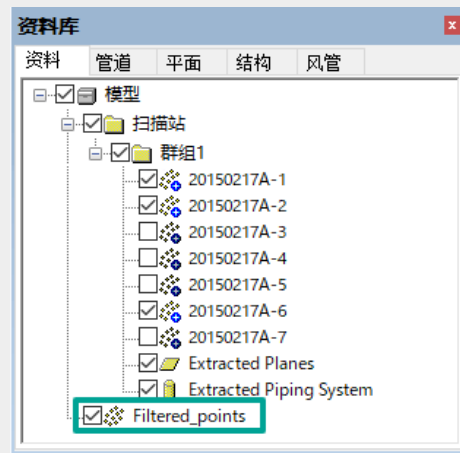 资料库
资料 管道 平面 结构 风管
模型
扫描站
群组1
20150217A-1
20150217A-2
20150217A-3
20150217A-4
20150217A-5
20150217A-6
20150217A-7
Extracted Planes
Extracted Piping System
Filtered_points